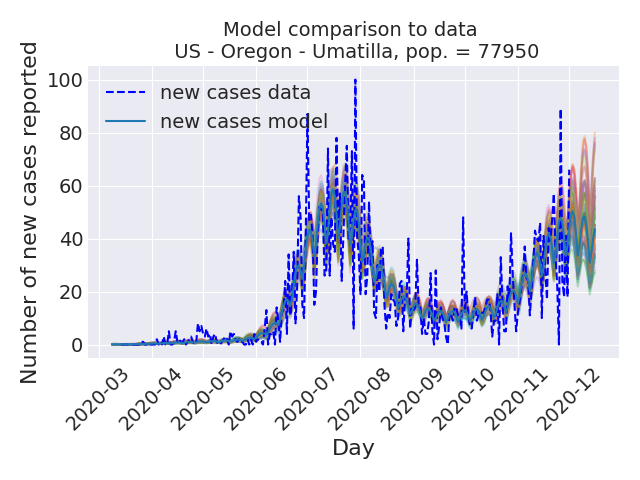 Model comparison to data
US - Oregon - Umatilla, pop. = 77950
Number of new cases reported
100
80
60
40
20
0
new cases data
new cases model
2020-03
2020-04
2020-05
2020-06
2020-07
2020-08
2020-09
2020-10
2020-11
2020-12
Day